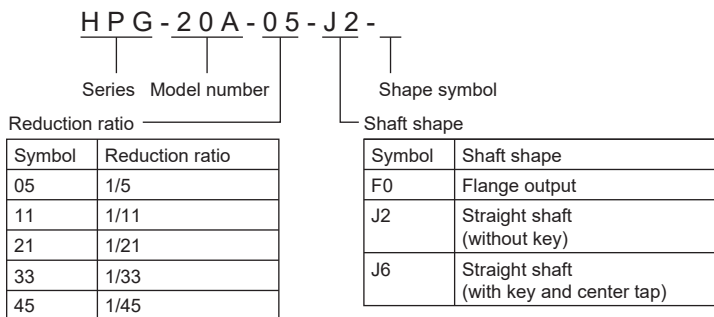 HPG-20A-05-J2-
Series Model number Shape symbol
Reduction ratio
Symbol Reduction ratio
05 1/5
11 1/11
21 1/21
33 1/33
45 1/45
Shaft shape
Symbol Shaft shape
F0 Flange output
J2 Straight shaft
(without key)
J6 Straight shaft
(with key and center tap)